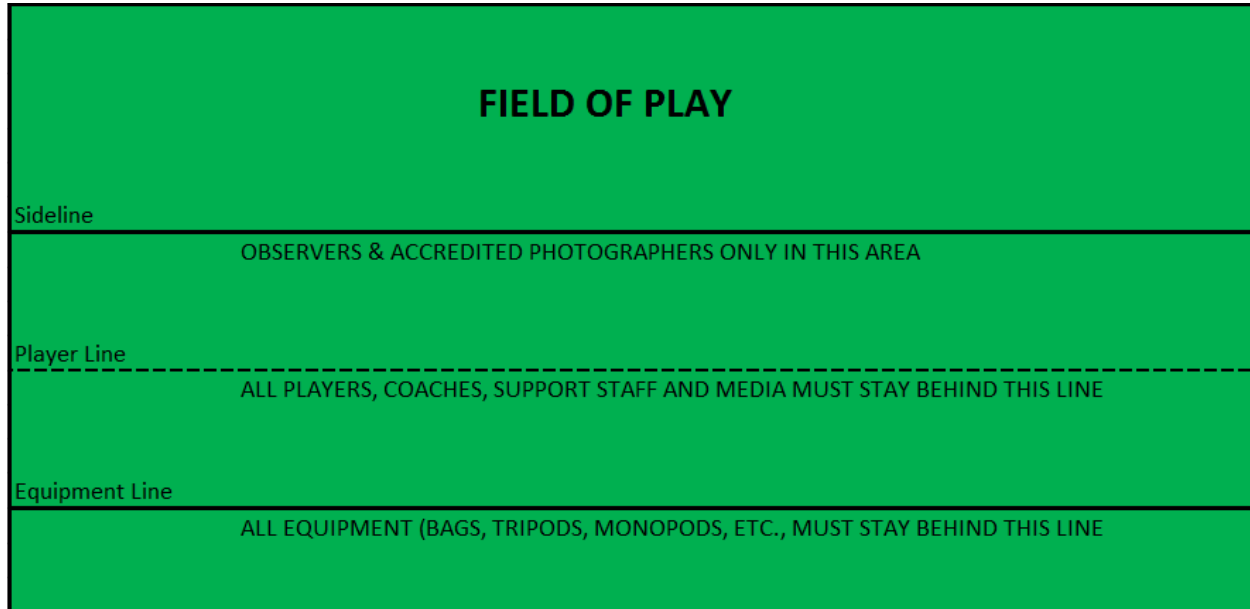 FIELD OF PLAY
Sideline
OBSERVERS & ACCREDITED PHOTOGRAPHERS ONLY IN THIS AREA
Player Line
ALL PLAYERS, COACHES, SUPPORT STAFF AND MEDIA MUST STAY BEHIND THIS LINE
Equipment Line
ALL EQUIPMENT (BAGS, TRIPODS, MONOPODS, ETC., MUST STAY BEHIND THIS LINE